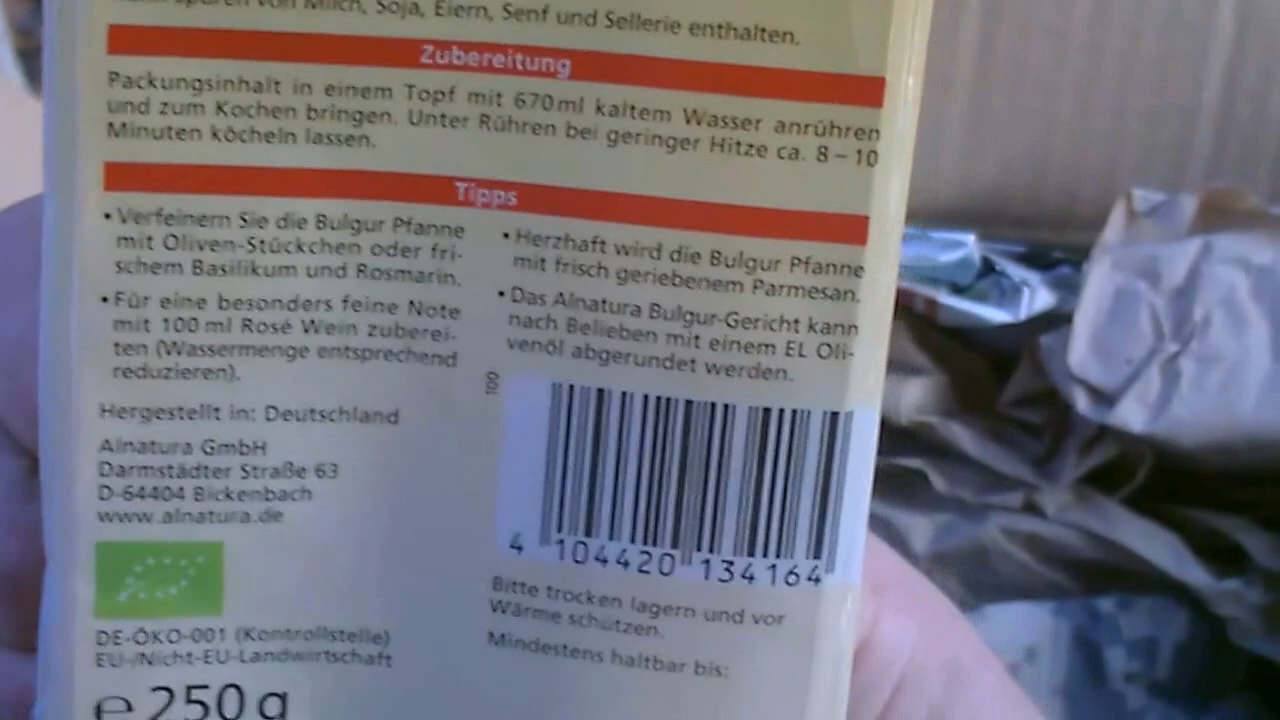 von Milch, Soja, Eiern, Senf und Sellerie enthalten.
Zubereitung
Packungsinhalt in einem Topf mit 670ml kaltem Wasser anrühren
und zum Kochen bringen. Unter Rühren bei geringer Hitze ca. 8 – 10
Minuten köcheln lassen.
Tipps
• Verfeinern Sie die Bulgur Pfanne
mit Oliven-Stückchen oder fri-
schem Basilikum und Rosmarin.
• Für eine besonders feine Note
mit 100 ml Rosé Wein zuberei-
ten (Wassermenge entsprechend
reduzieren).
• Herzhaft wird die Bulgur Pfanne
mit frisch geriebenem Parmesan.
• Das Alnatura Bulgur-Gericht kann
nach Belieben mit einem EL Oli-
venöl abgerundet werden.
Hergestellt in: Deutschland
Alnatura GmbH
Darmstädter Straße 63
D-64404 Bickenbach
www.alnatura.de
DE-ÖKO-001 (Kontrollstelle)
EU-/Nicht-EU-Landwirtschaft
e 250g
4 104420 134164
Bitte trocken lagern und vor
Wärme schützen.
Mindestens haltbar bis: